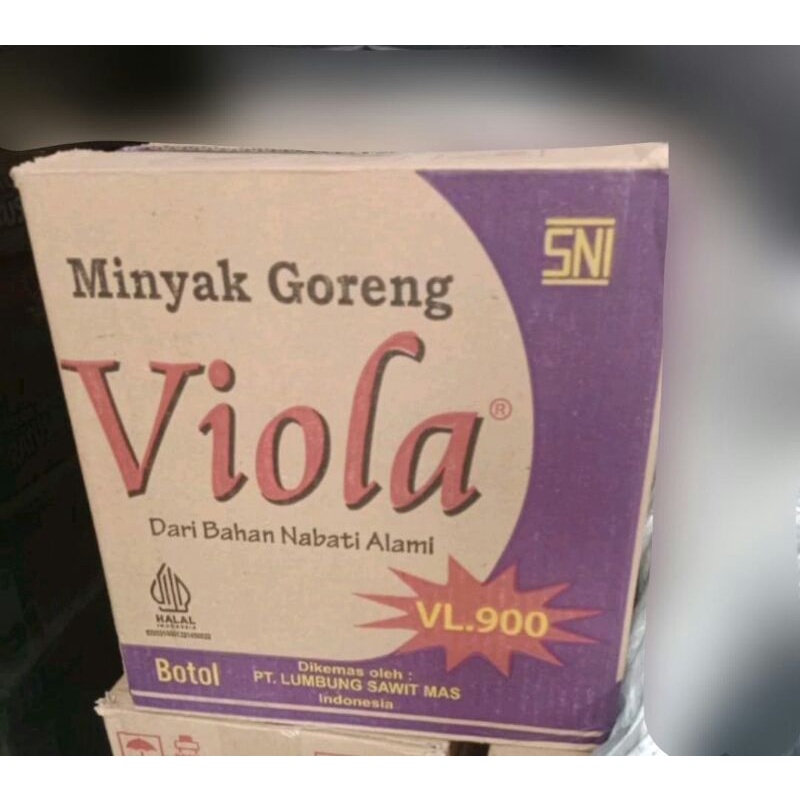 SNI
Minyak Goreng
Viola®
Dari Bahan Nabati Alami
VL.900
HALAL
INDONESIA
Botol
Dikemas oleh :
PT. LUMBUNG SAWIT MAS
Indonesia